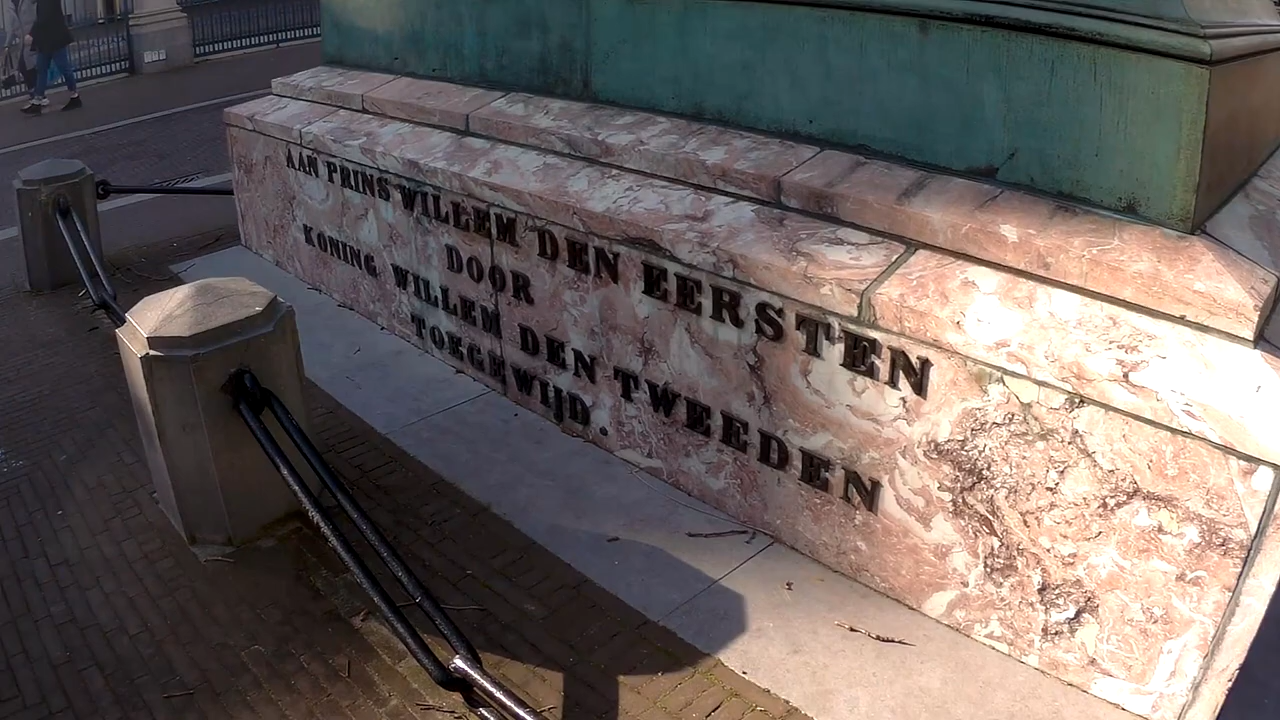 AAN PRINS WILLEM DEN EERSTEN
DOOR
KONING WILLEM DEN TWEEDEN
TOEGEWIJD